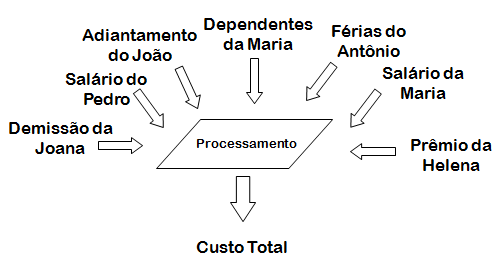 Dependentes
da Maria
Adiantamento
do João
Férias do
Antônio
Salário do
Pedro
Salário da
Maria
Demissão da
Joana
Processamento
Prêmio da
Helena
Custo Total